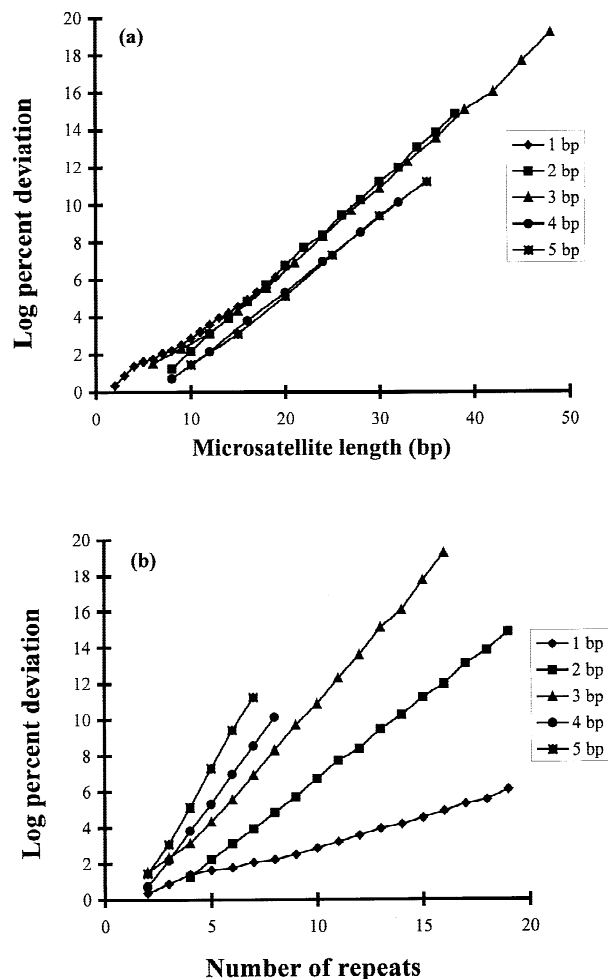 (a)
Log percent deviation
20
18
16
14
12
10
8
6
4
2
0
0 10 20 30 40 50
Microsatellite length (bp)
1 bp
2 bp
3 bp
4 bp
5 bp
(b)
Log percent deviation
20
18
16
14
12
10
8
6
4
2
0
0 5 10 15 20
Number of repeats
1 bp
2 bp
3 bp
4 bp
5 bp